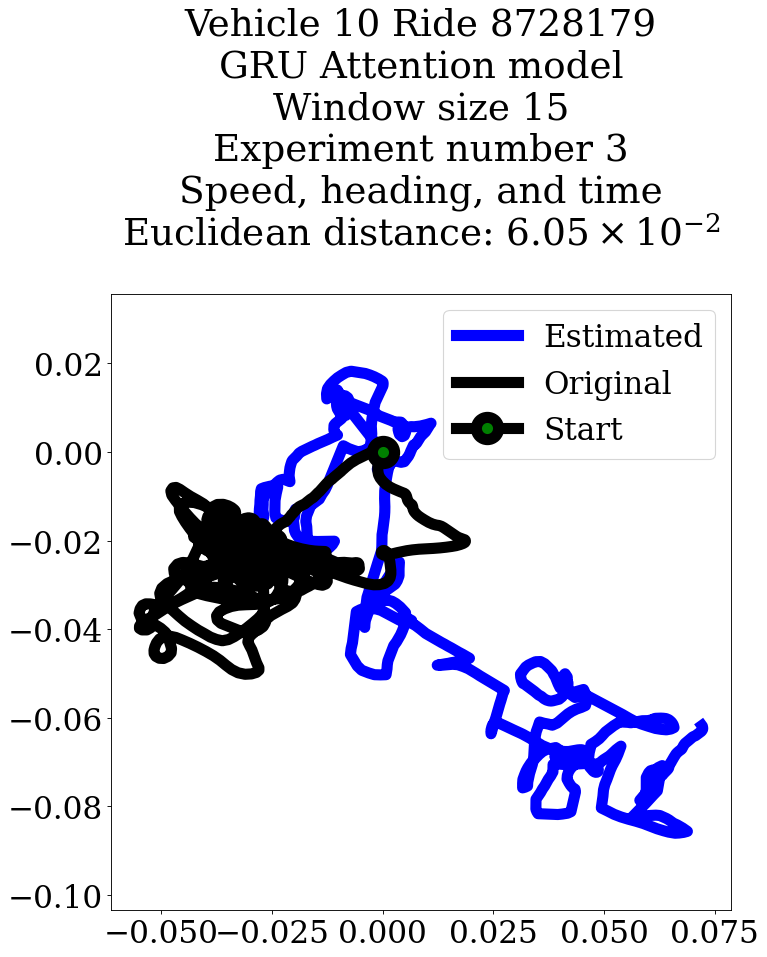 Vehicle 10 Ride 8728179
GRU Attention model
Window size 15
Experiment number 3
Speed, heading, and time
Euclidean distance: 6.05 × 10⁻²
Estimated
Original
Start
0.02
0.00
−0.02
−0.04
−0.06
−0.08
−0.10
−0.050
−0.025
0.000
0.025
0.050
0.075